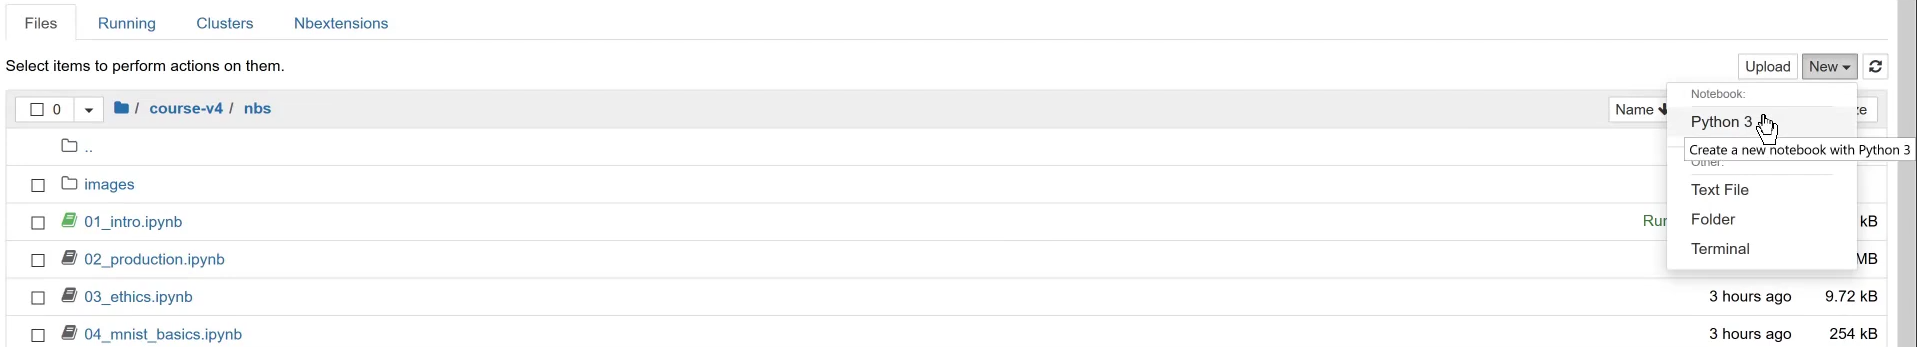 Files Running Clusters Nbextensions
Select items to perform actions on them.
Upload New
0 / course-v4 / nbs
Name
Notebook:
Python 3
Create a new notebook with Python 3
Other:
Text File
Folder
Terminal
..
images
01_intro.ipynb
kB
02_production.ipynb
MB
03_ethics.ipynb 3 hours ago 9.72 kB
04_mnist_basics.ipynb 3 hours ago 254 kB